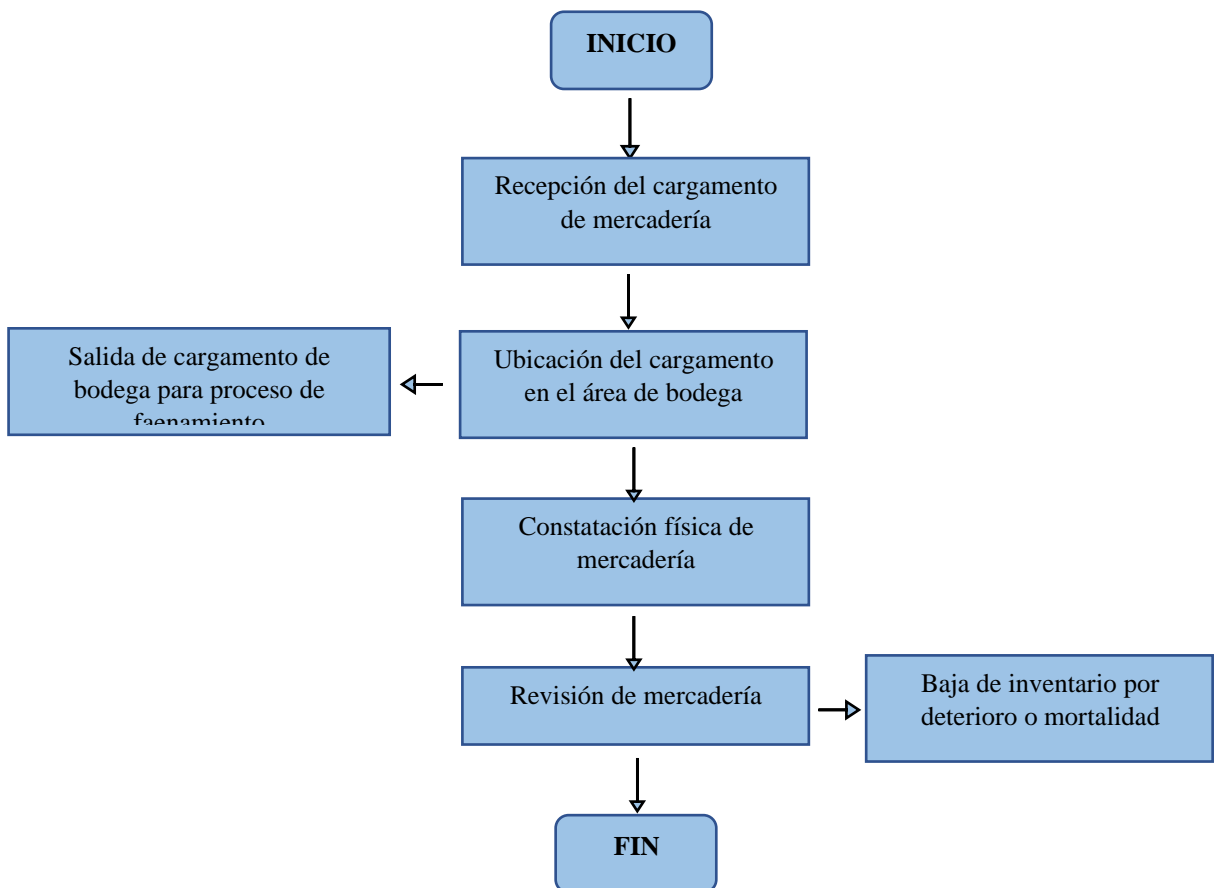 INICIO
Recepción del cargamento
de mercadería
Salida de cargamento de
bodega para proceso de
faenamiento
Ubicación del cargamento
en el área de bodega
Constatación física de
mercadería
Revisión de mercadería
Baja de inventario por
deterioro o mortalidad
FIN